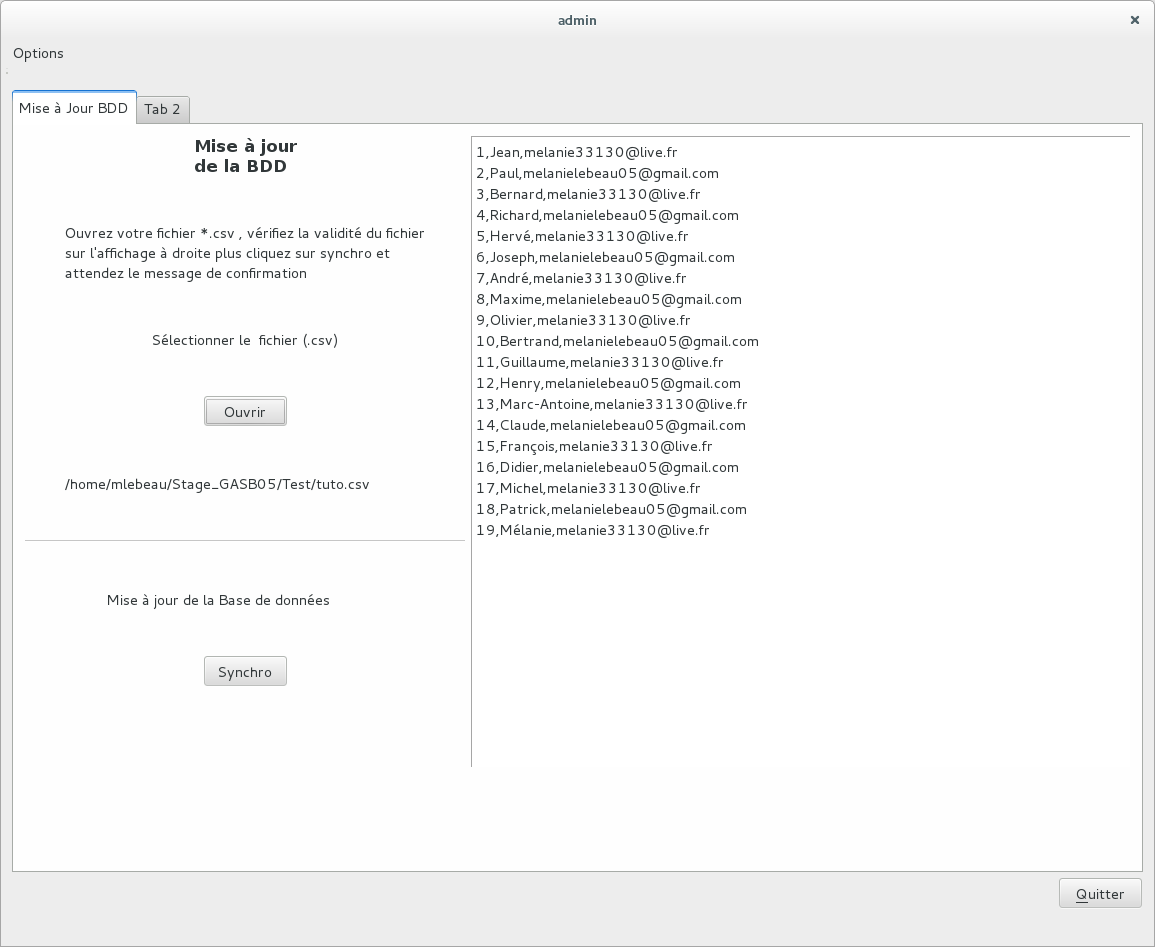 admin
Options
Mise à Jour BDD
Tab 2
Mise à jour
de la BDD
Ouvrez votre fichier *.csv , vérifiez la validité du fichier
sur l'affichage à droite plus cliquez sur synchro et
attendez le message de confirmation
Sélectionner le  fichier (.csv)
Ouvrir
/home/mlebeau/Stage_GASB05/Test/tuto.csv
Mise à jour de la Base de données
Synchro
1,Jean,melanie33130@live.fr
2,Paul,melanielebeau05@gmail.com
3,Bernard,melanie33130@live.fr
4,Richard,melanielebeau05@gmail.com
5,Hervé,melanie33130@live.fr
6,Joseph,melanielebeau05@gmail.com
7,André,melanie33130@live.fr
8,Maxime,melanielebeau05@gmail.com
9,Olivier,melanie33130@live.fr
10,Bertrand,melanielebeau05@gmail.com
11,Guillaume,melanie33130@live.fr
12,Henry,melanielebeau05@gmail.com
13,Marc-Antoine,melanie33130@live.fr
14,Claude,melanielebeau05@gmail.com
15,François,melanie33130@live.fr
16,Didier,melanielebeau05@gmail.com
17,Michel,melanie33130@live.fr
18,Patrick,melanielebeau05@gmail.com
19,Mélanie,melanie33130@live.fr
Quitter